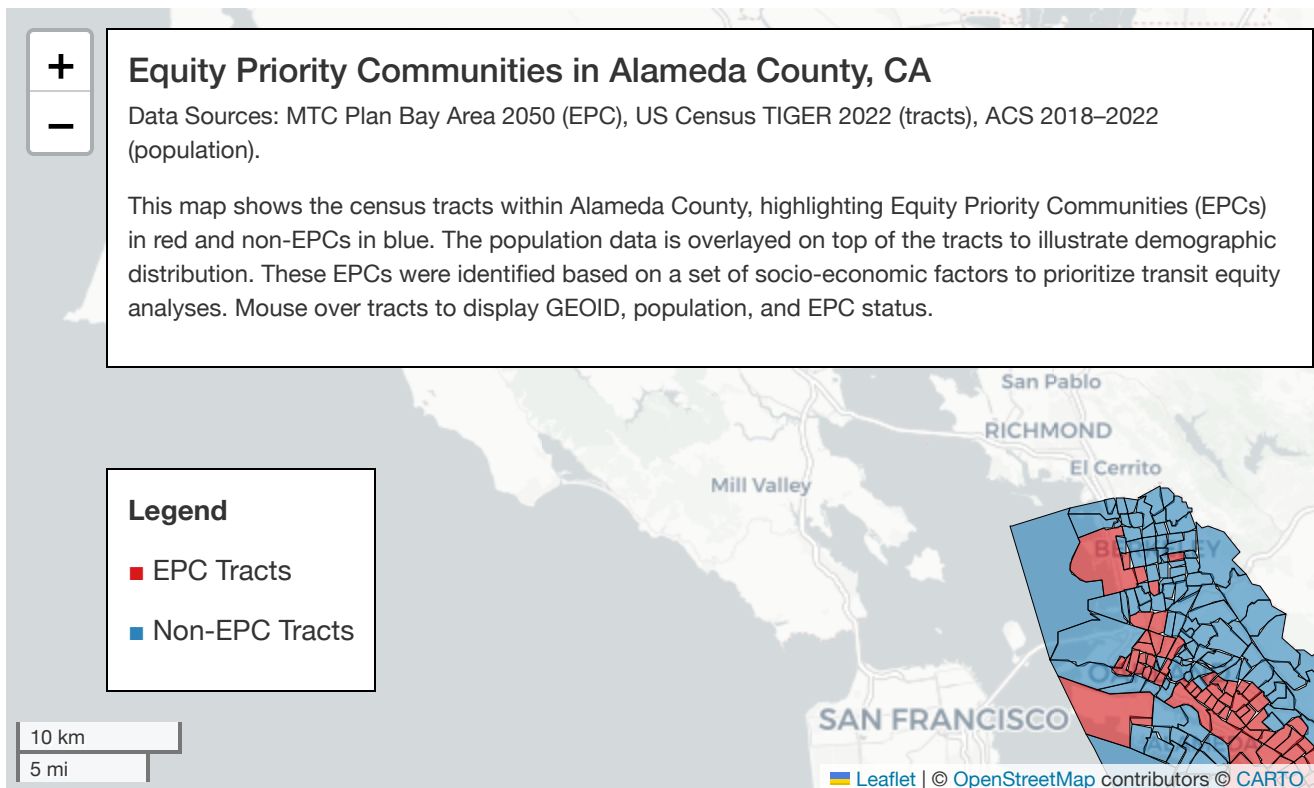 +
−
Equity Priority Communities in Alameda County, CA
Data Sources: MTC Plan Bay Area 2050 (EPC), US Census TIGER 2022 (tracts), ACS 2018–2022
(population).
This map shows the census tracts within Alameda County, highlighting Equity Priority Communities (EPCs)
in red and non-EPCs in blue. The population data is overlayed on top of the tracts to illustrate demographic
distribution. These EPCs were identified based on a set of socio-economic factors to prioritize transit equity
analyses. Mouse over tracts to display GEOID, population, and EPC status.
San Pablo
RICHMOND
El Cerrito
Mill Valley
BERKELEY
Legend
EPC Tracts
Non-EPC Tracts
SAN FRANCISCO
ALAMEDA
10 km
5 mi
Leaflet | © OpenStreetMap contributors © CARTO